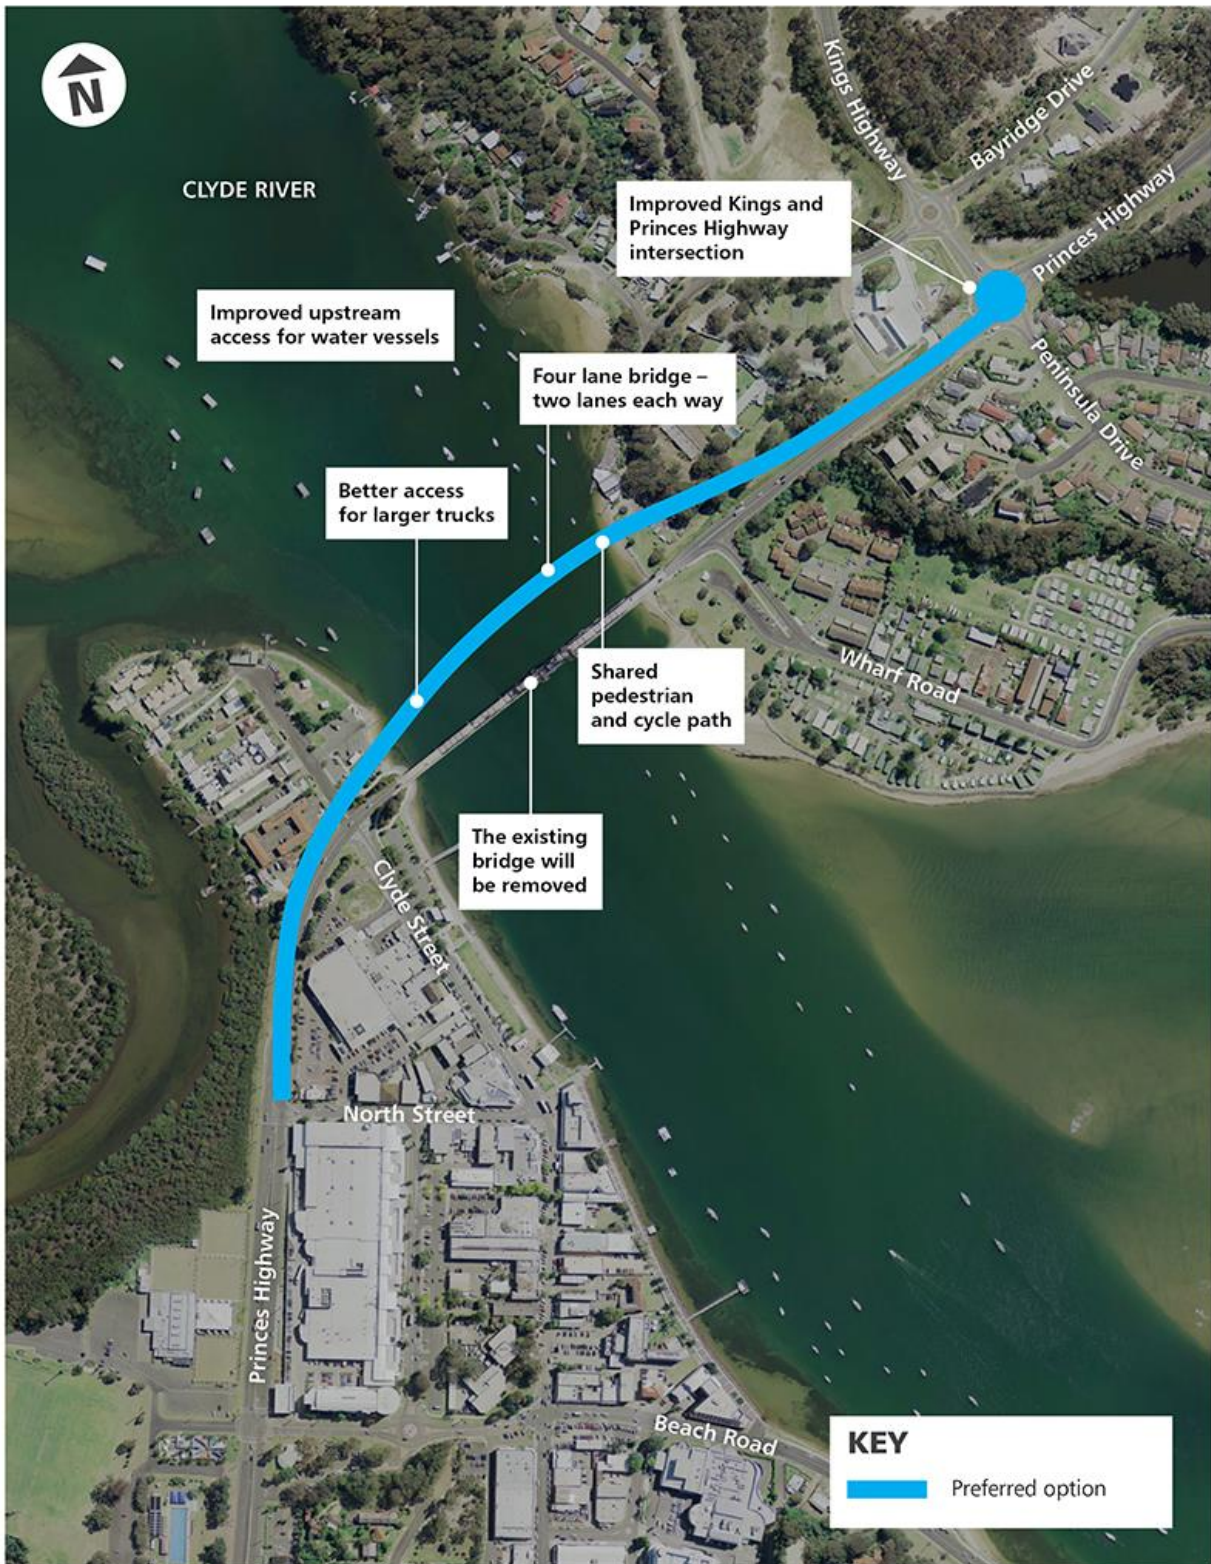 N
CLYDE RIVER
Kings Highway
Bayridge Drive
Princes Highway
Improved Kings and
Princes Highway
intersection
Improved upstream
access for water vessels
Peninsula Drive
Four lane bridge –
two lanes each way
Better access
for larger trucks
Wharf Road
Shared
pedestrian
and cycle path
The existing
bridge will
be removed
Clyde Street
North Street
Princes Highway
Beach Road
KEY
Preferred option